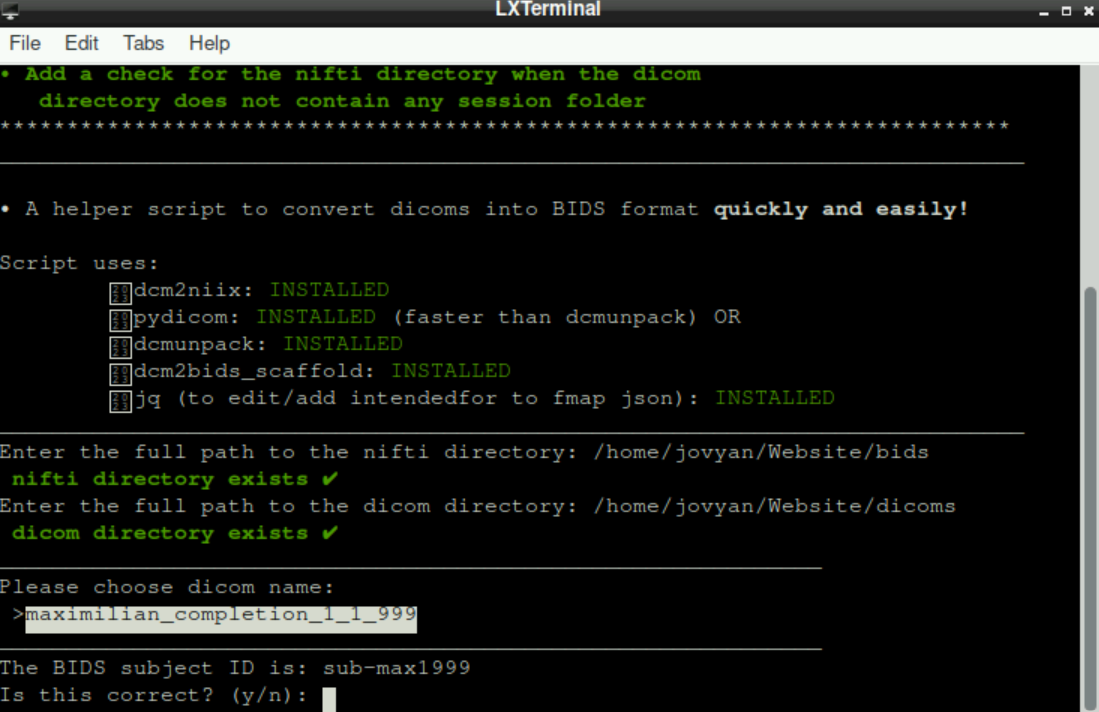 LXTerminal
File Edit Tabs Help
• Add a check for the nifti directory when the dicom
directory does not contain any session folder
***************************************************************************
• A helper script to convert dicoms into BIDS format quickly and easily!
Script uses:
dcm2niix: INSTALLED
pydicom: INSTALLED (faster than dcmunpack) OR
dcmunpack: INSTALLED
dcm2bids_scaffold: INSTALLED
jq (to edit/add intendedfor to fmap json): INSTALLED
Enter the full path to the nifti directory: /home/jovyan/Website/bids
nifti directory exists ✔
Enter the full path to the dicom directory: /home/jovyan/Website/dicoms
dicom directory exists ✔
Please choose dicom name:
>maximilian_completion_1_1_999
The BIDS subject ID is: sub-max1999
Is this correct? (y/n):